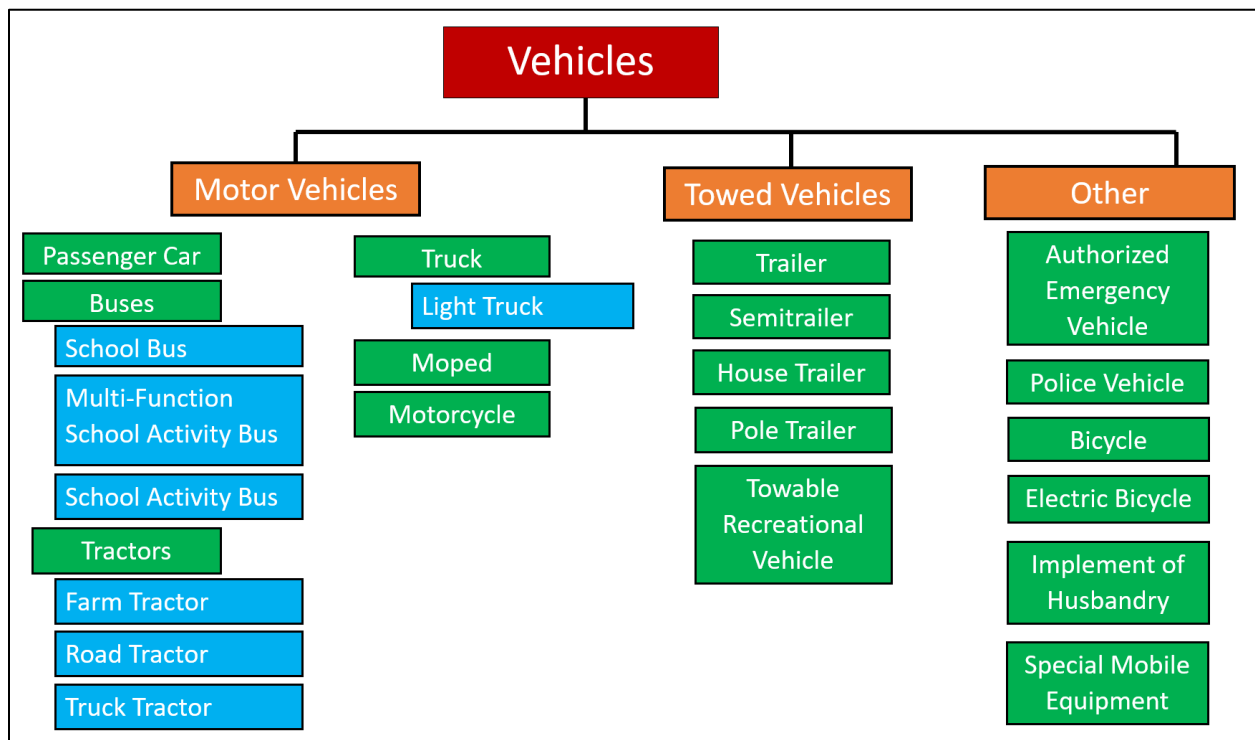 Vehicles
Motor Vehicles
Passenger Car
Buses
School Bus
Multi-Function
School Activity Bus
School Activity Bus
Tractors
Farm Tractor
Road Tractor
Truck Tractor
Truck
Light Truck
Moped
Motorcycle
Towed Vehicles
Trailer
Semitrailer
House Trailer
Pole Trailer
Towable
Recreational
Vehicle
Other
Authorized
Emergency
Vehicle
Police Vehicle
Bicycle
Electric Bicycle
Implement of
Husbandry
Special Mobile
Equipment